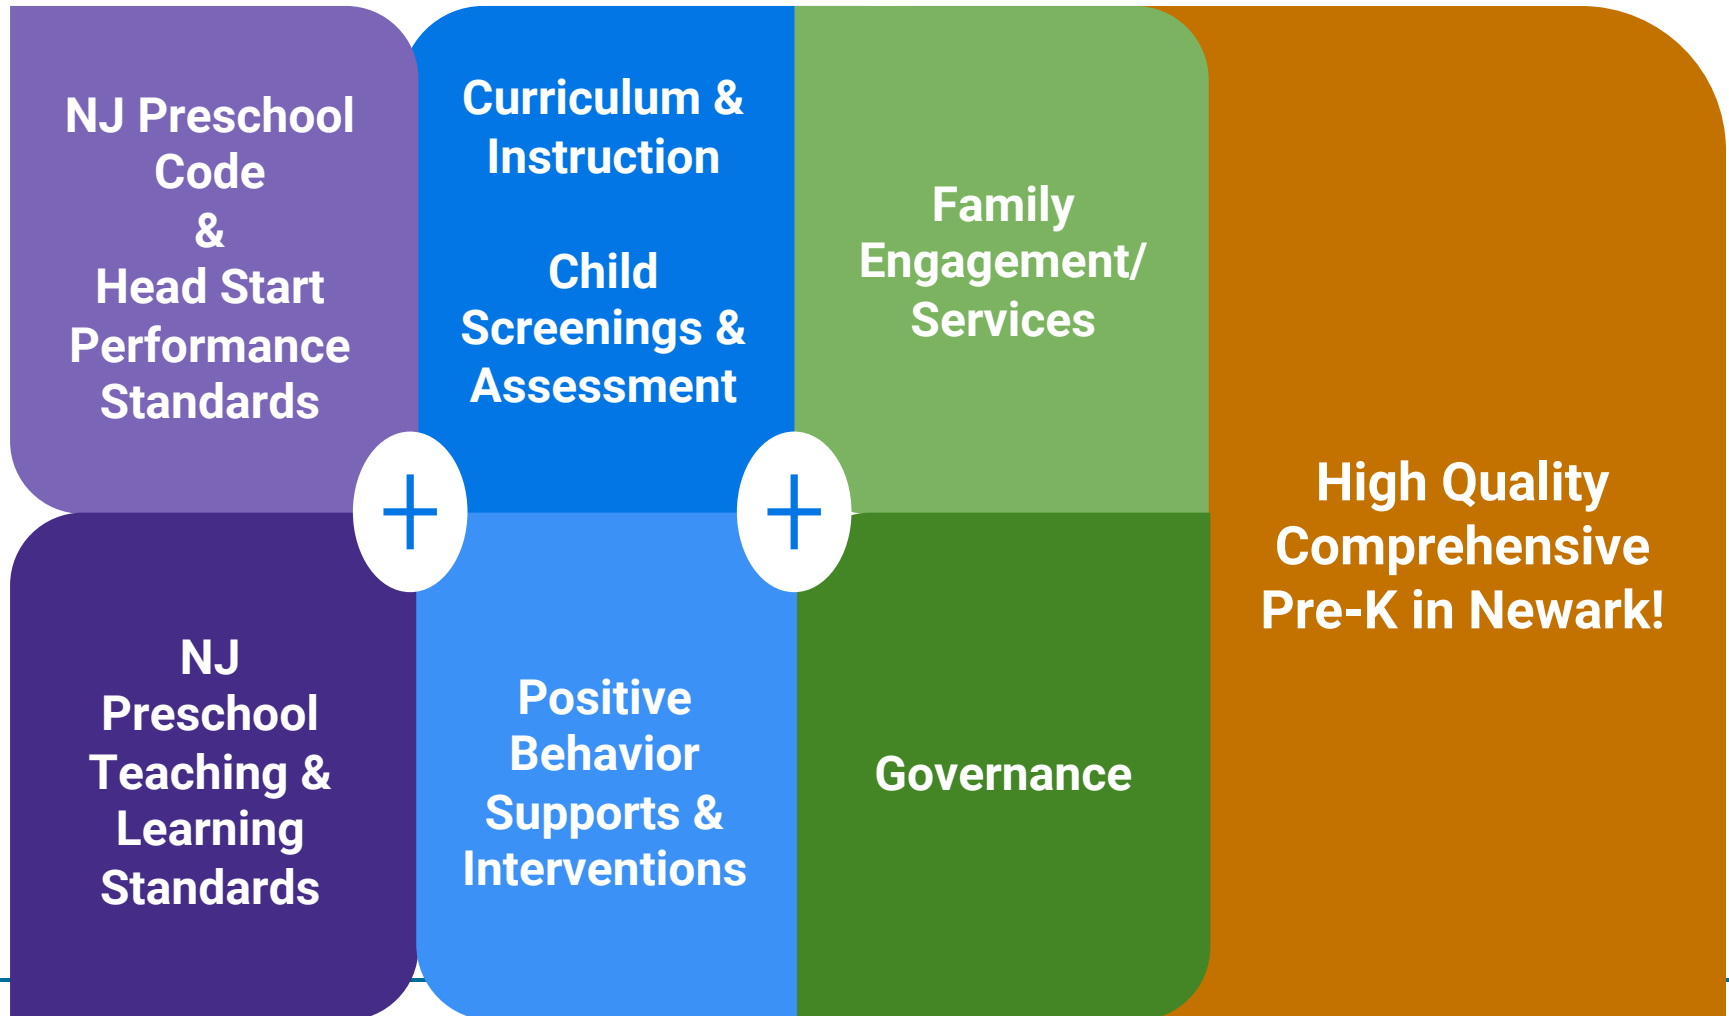 NJ Preschool
Code
&
Head Start
Performance
Standards
NJ
Preschool
Teaching &
Learning
Standards
Curriculum &
Instruction
Child
Screenings &
Assessment
Positive
Behavior
Supports &
Interventions
Family
Engagement/
Services
Governance
High Quality
Comprehensive
Pre-K in Newark!